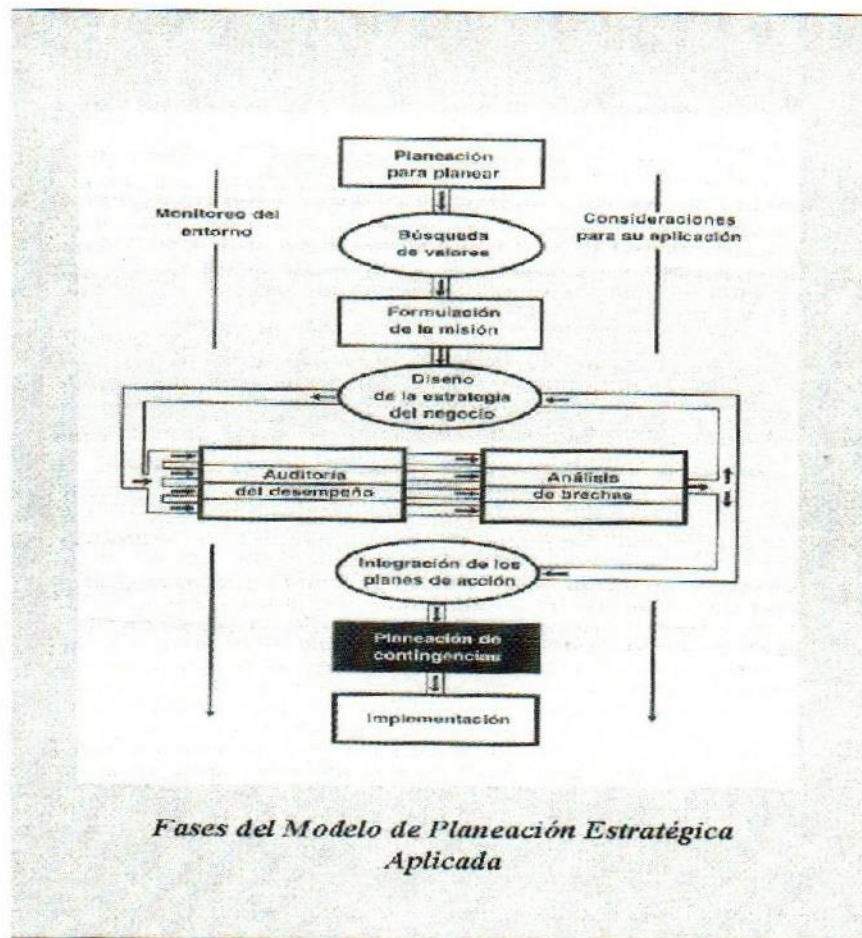 Planeación
para planear
Monitoreo del
entorno
Consideraciones
para su aplicación
Búsqueda
de valores
Formulación
de la misión
Diseño
de la estrategia
del negocio
Auditoría
del desempeño
Análisis
de brechas
Integración de los
planes de acción
Planeación de
contingencias
Implementación
Fases del Modelo de Planeación Estratégica
Aplicada